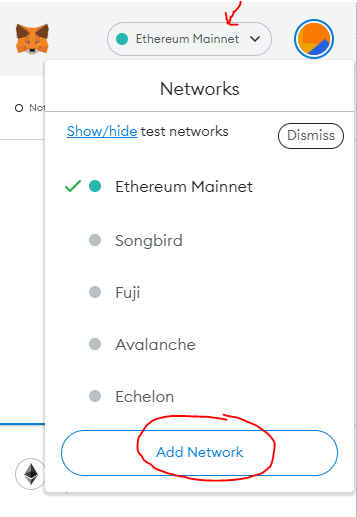 Ethereum Mainnet
Not
Networks
Show/hide test networks
Dismiss
Ethereum Mainnet
Songbird
Fuji
Avalanche
Echelon
Add Network